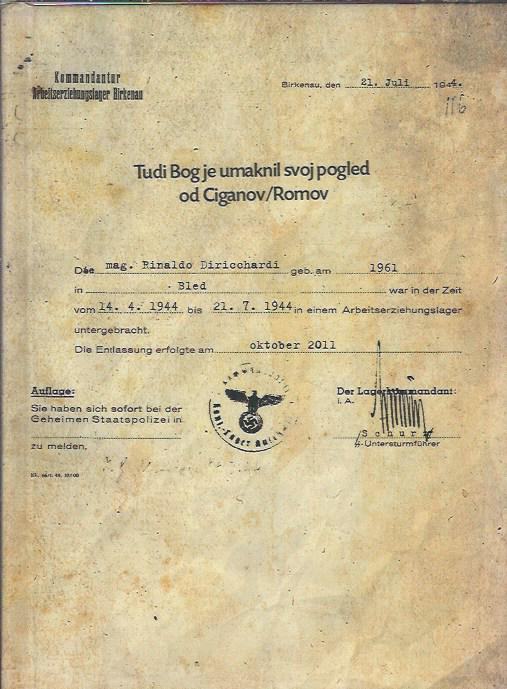 Kommandantur
Arbeitserziehungslager Birkenau
Birkenau, den 21. Juli 1944.
116
Tudi Bog je umaknil svoj pogled
od Ciganov/Romov
mag. Rinaldo Diricchardi geb. am 1961
in Bled war in der Zeit
vom 14. 4. 1944 bis 21. 7. 1944 in einem Arbeitserziehungslager
untergebracht.
Die Entlassung erfolgte am oktober 2011
Auflage:
Sie haben sich sofort bei der
Geheimen Staatspolizei in
zu melden,
Der Lagerkommandant:
i. A.
Schurz
-Untersturmführer